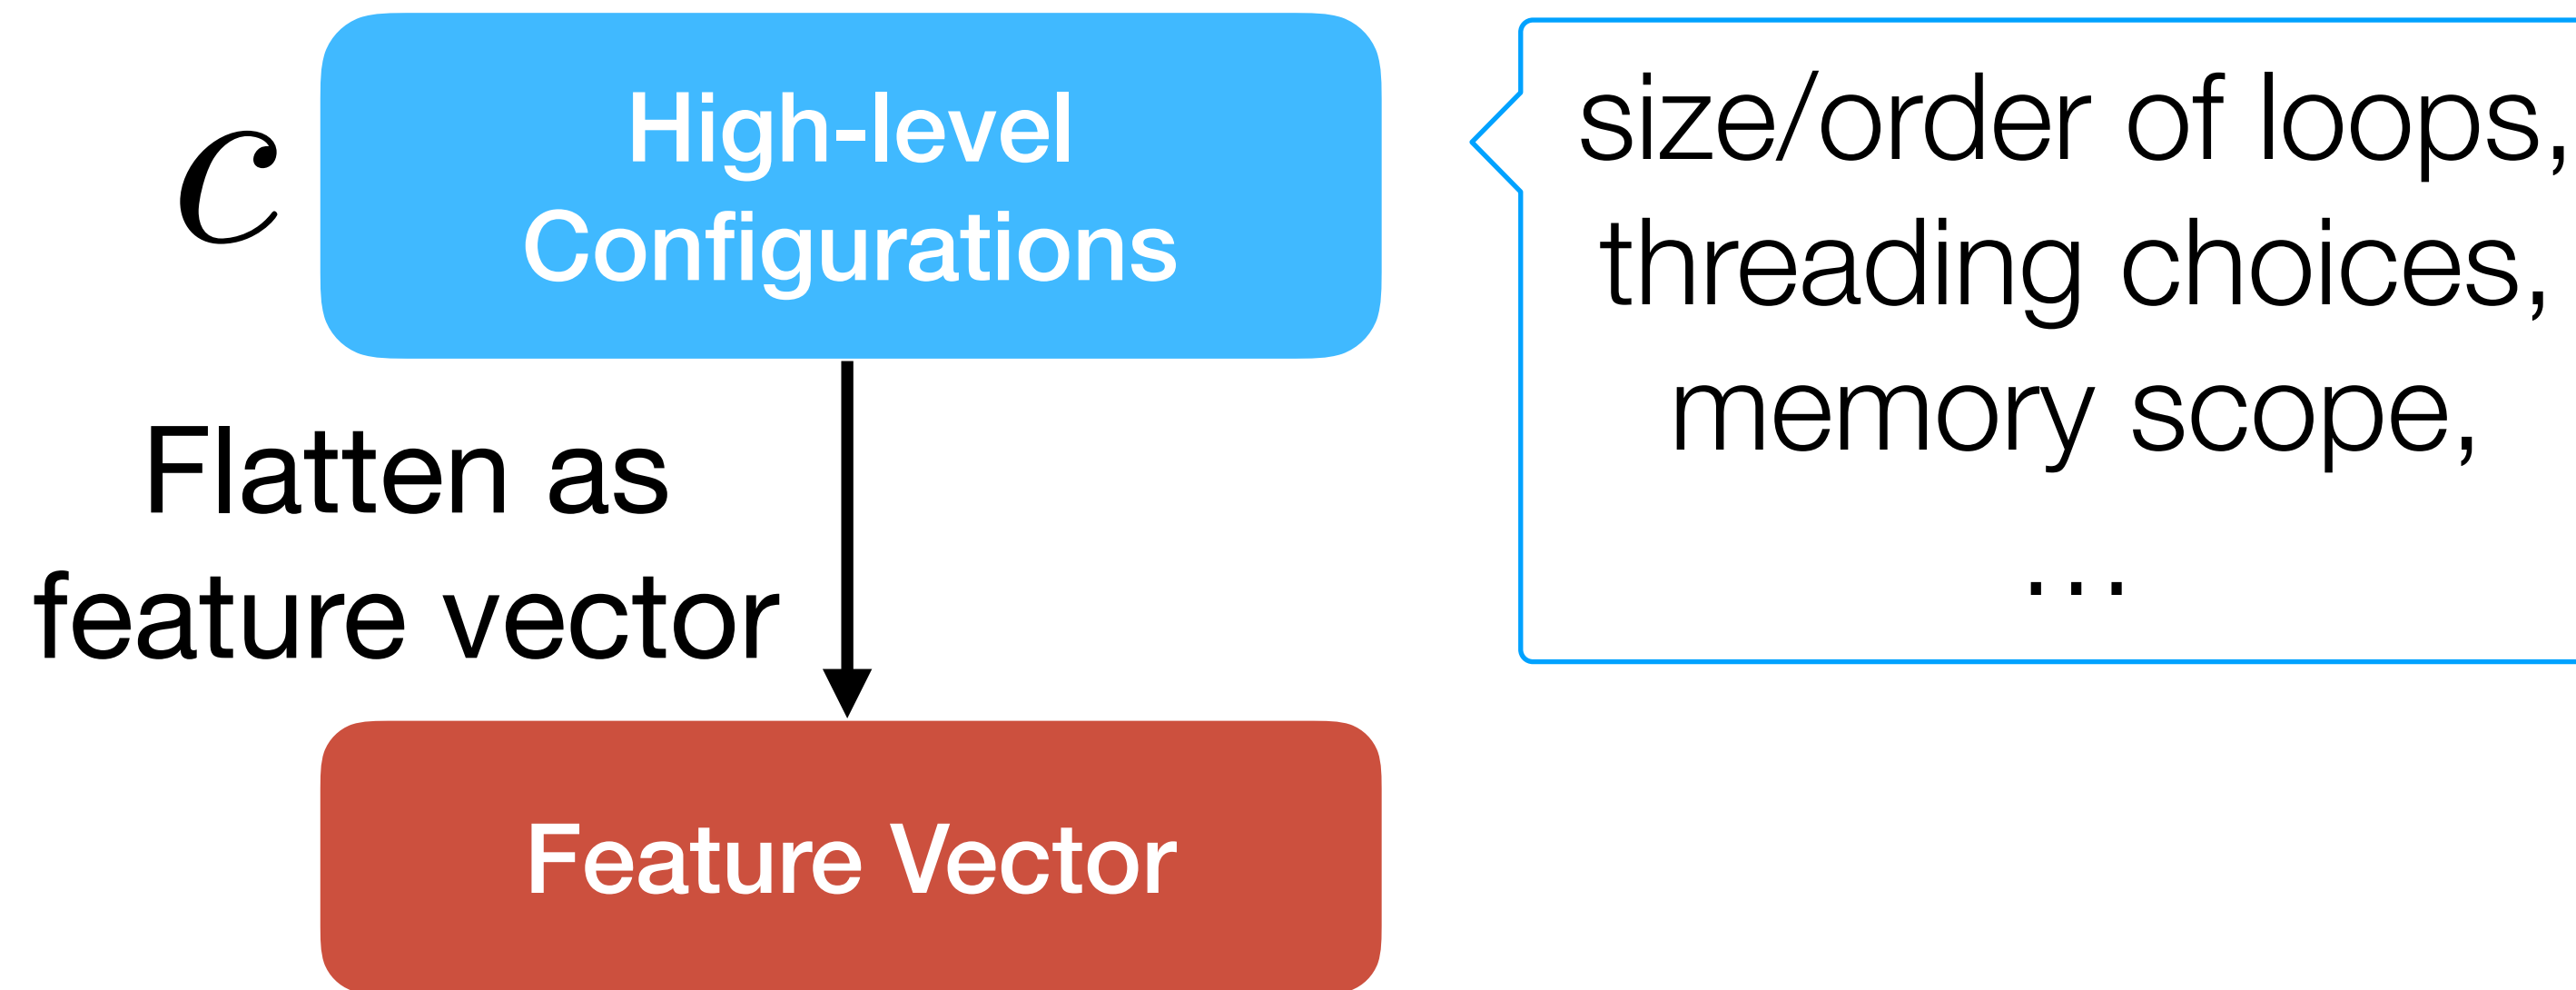 c
High-level
Configurations
size/order of loops,
threading choices,
memory scope,
...
Flatten as
feature vector
Feature Vector